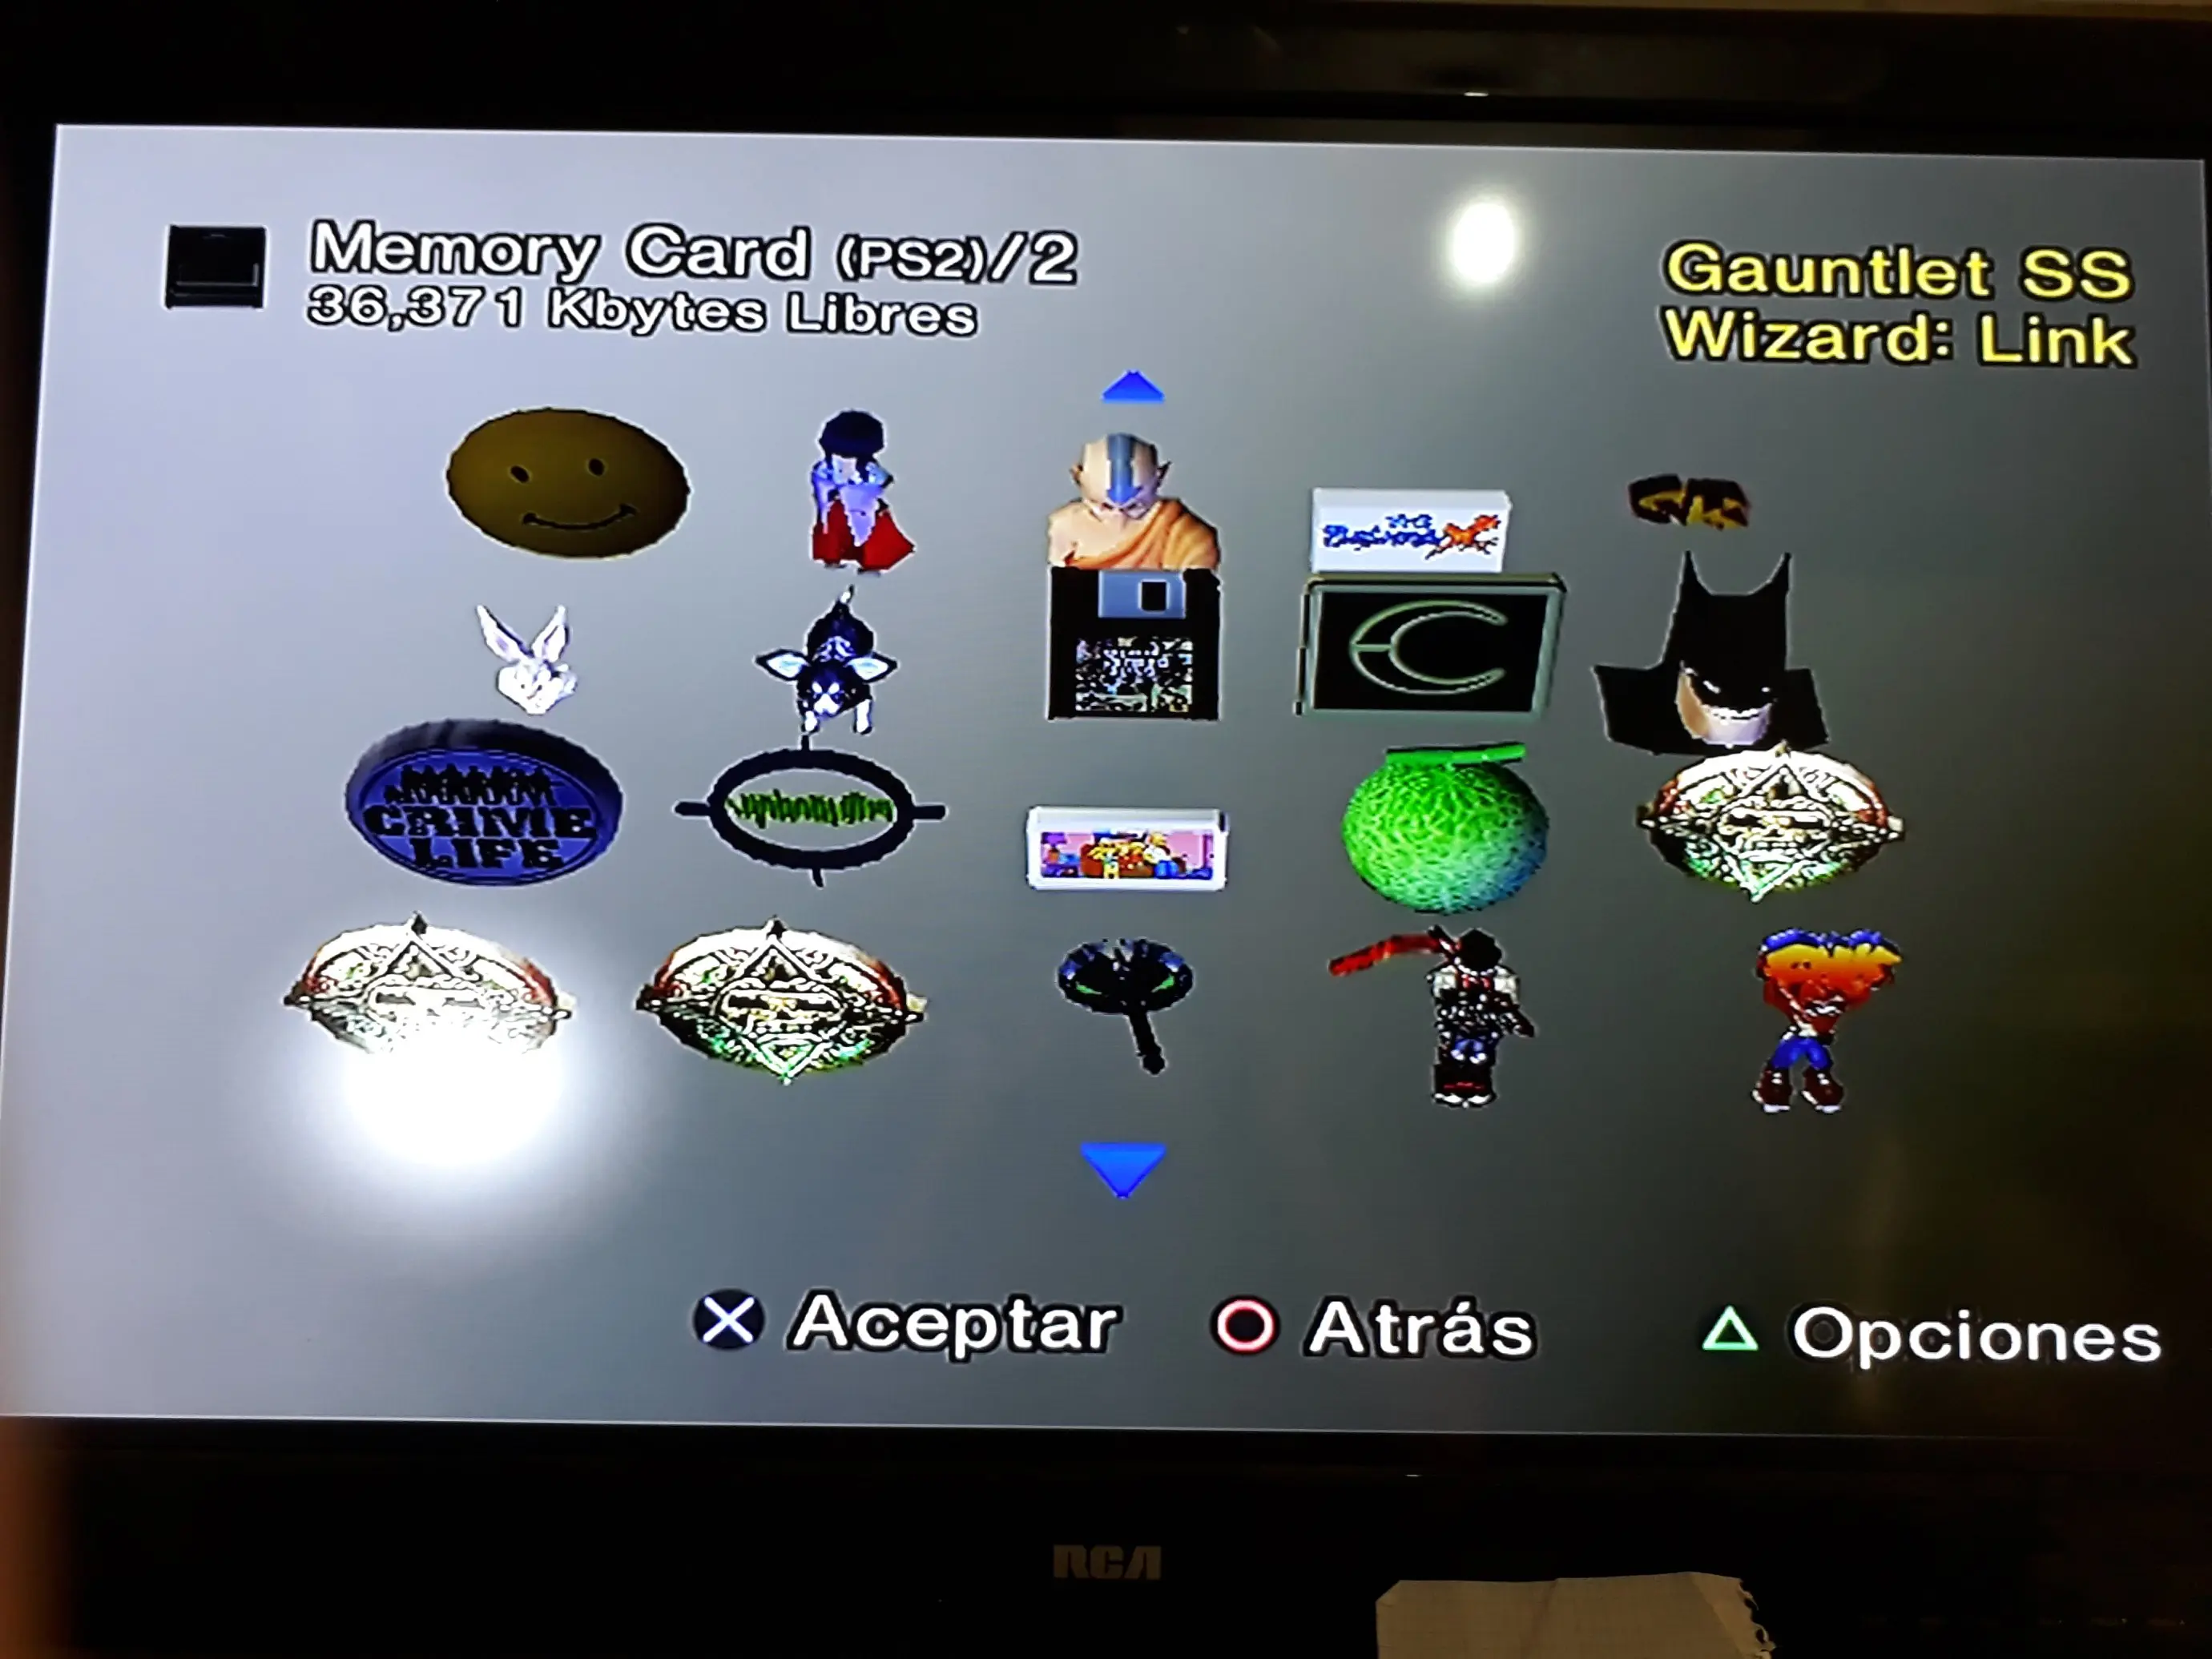 Memory Card (PS2)/2
36,371 Kbytes Libres
Gauntlet SS
Wizard: Link
CRIME
LIFE
Aceptar
Atrás
Opciones
RCA